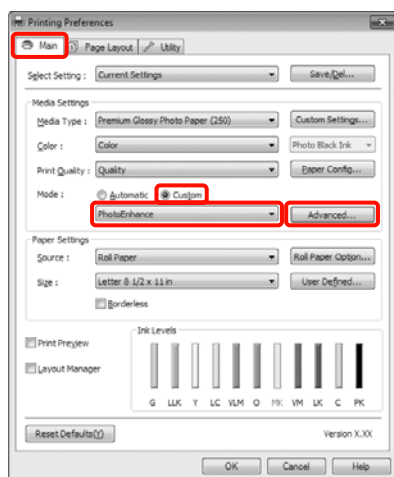 Printing Preferences
Main Page Layout Utility
Select Setting : Current Settings Save/Del...
Media Settings
Media Type : Premium Glossy Photo Paper (250) Custom Settings...
Color : Color Photo Black Ink
Print Quality : Quality Paper Config...
Mode : Automatic Custom
PhotoEnhance Advanced...
Paper Settings
Source : Roll Paper Roll Paper Option...
Size : Letter 8 1/2 x 11 in User Defined...
Borderless
Ink Levels
Print Preview
Layout Manager
G LLK Y LC VLM O MK VM LK C PK
Reset Defaults(Y) Version X.XX
OK Cancel Help